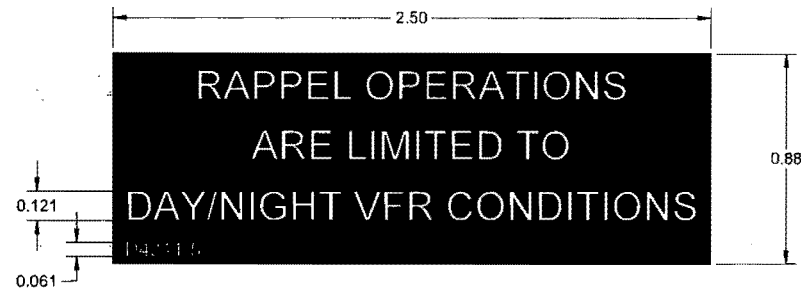 2.50
RAPPEL OPERATIONS
ARE LIMITED TO
0.88
DAY/NIGHT VFR CONDITIONS
0.121
0.061